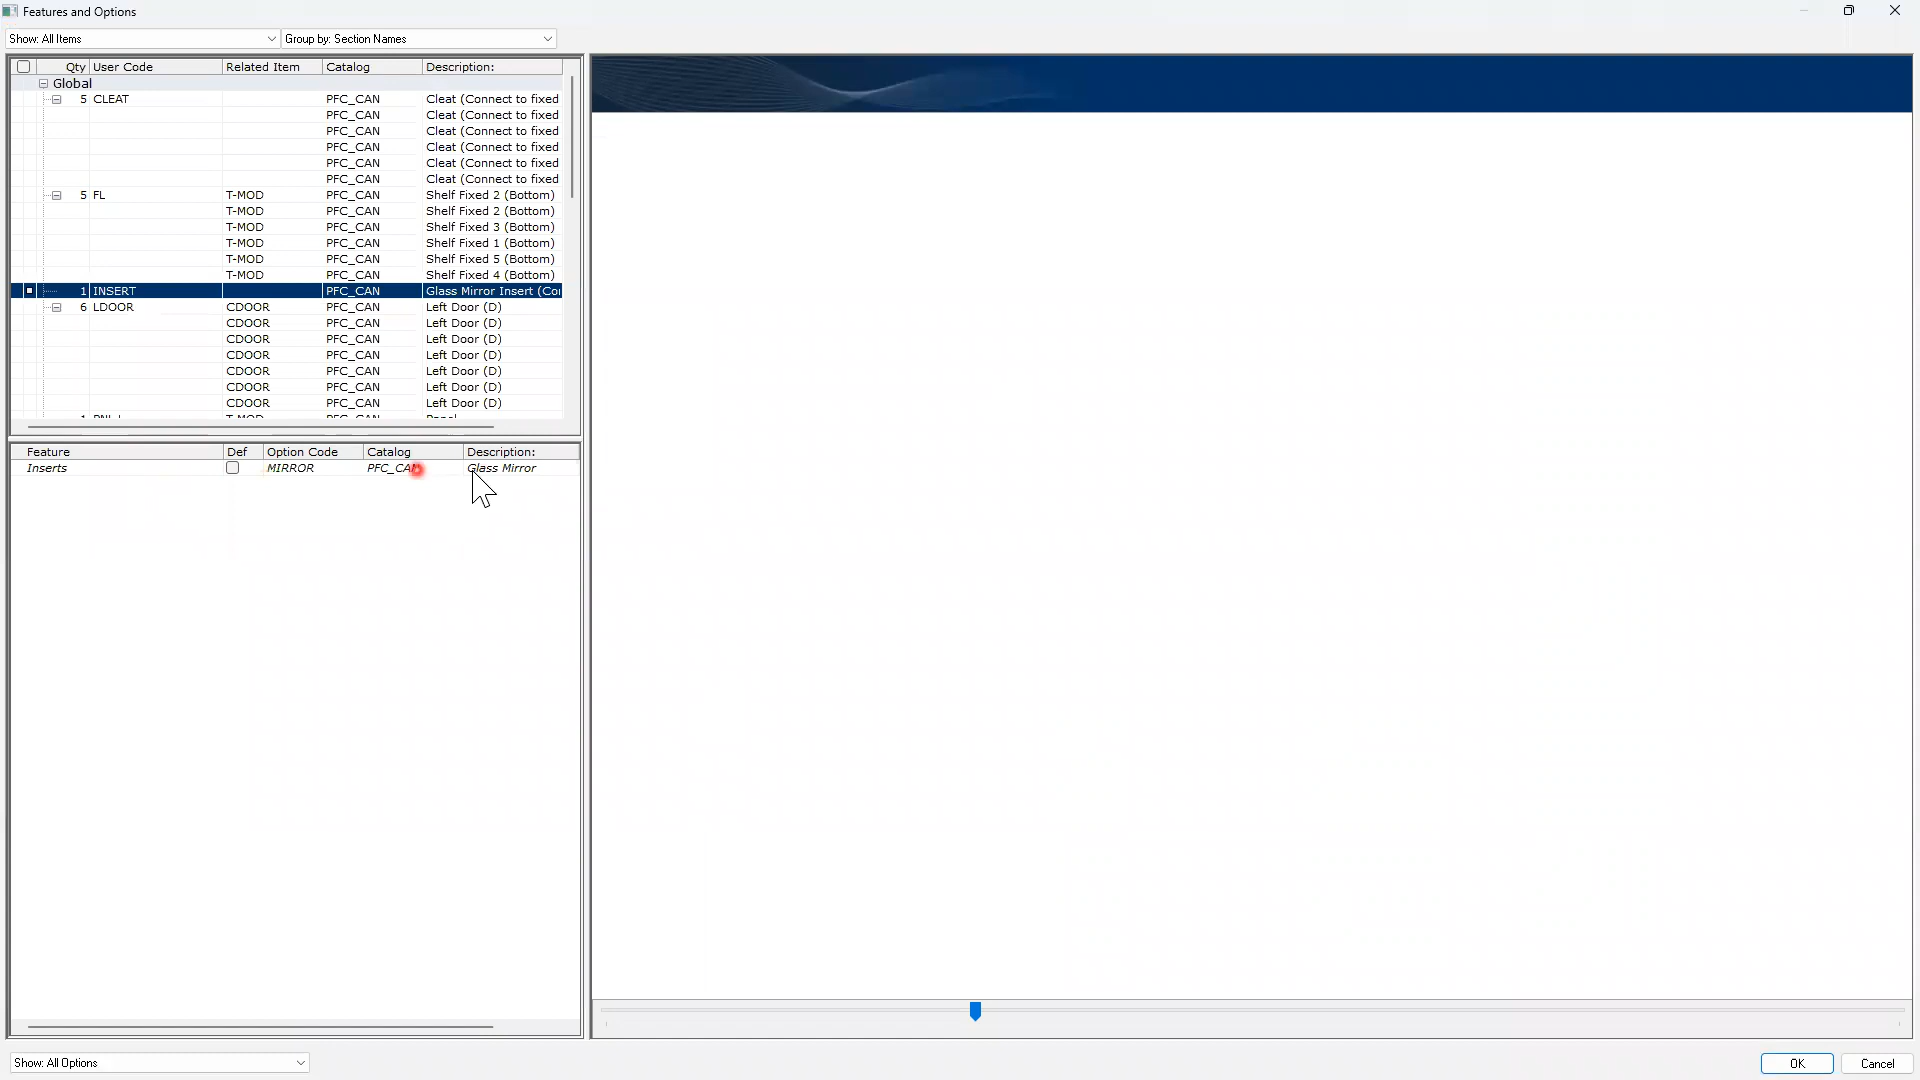 Features and Options
Show: All Items Group by: Section Names
Qty User Code Related Item Catalog Description:
Global
5 CLEAT PFC_CAN Cleat (Connect to fixed
PFC_CAN Cleat (Connect to fixed
PFC_CAN Cleat (Connect to fixed
PFC_CAN Cleat (Connect to fixed
PFC_CAN Cleat (Connect to fixed
PFC_CAN Cleat (Connect to fixed
5 FL T-MOD PFC_CAN Shelf Fixed 2 (Bottom)
T-MOD PFC_CAN Shelf Fixed 2 (Bottom)
T-MOD PFC_CAN Shelf Fixed 3 (Bottom)
T-MOD PFC_CAN Shelf Fixed 1 (Bottom)
T-MOD PFC_CAN Shelf Fixed 5 (Bottom)
T-MOD PFC_CAN Shelf Fixed 4 (Bottom)
1 INSERT PFC_CAN Glass Mirror Insert (Co
6 LDOOR CDOOR PFC_CAN Left Door (D)
CDOOR PFC_CAN Left Door (D)
CDOOR PFC_CAN Left Door (D)
CDOOR PFC_CAN Left Door (D)
CDOOR PFC_CAN Left Door (D)
CDOOR PFC_CAN Left Door (D)
CDOOR PFC_CAN Left Door (D)
Feature Def Option Code Catalog Description:
Inserts MIRROR PFC_CAN Glass Mirror
Show: All Options OK Cancel